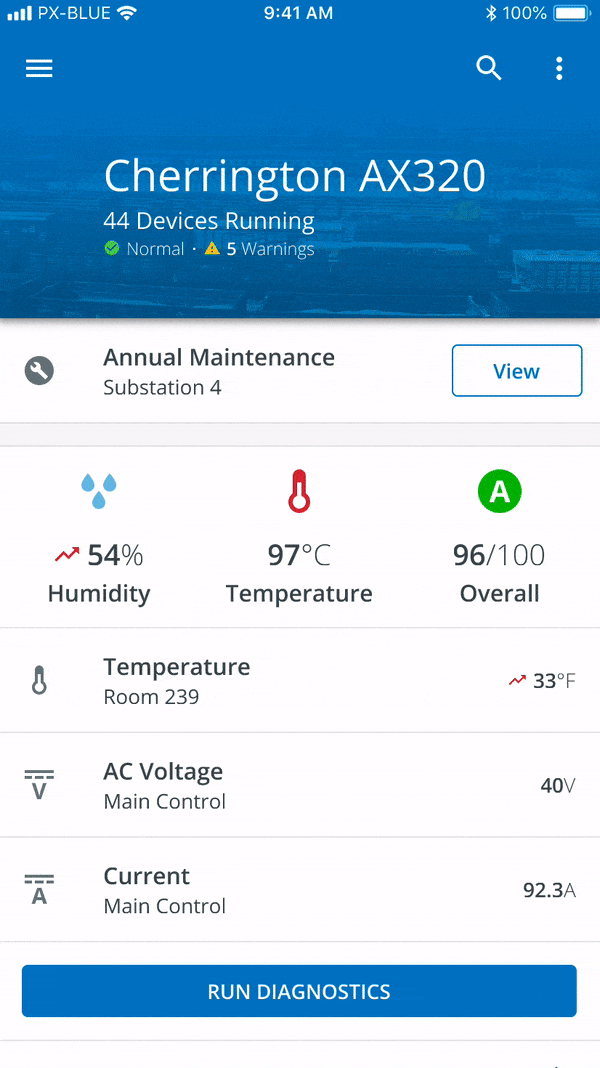 PX-BLUE 9:41 AM 100%
Cherrington AX320
44 Devices Running
Normal · 5 Warnings
Annual Maintenance
Substation 4
View
A
54% 97°C 96/100
Humidity Temperature Overall
Temperature
Room 239
33°F
V
AC Voltage
Main Control
40V
A
Current
Main Control
92.3A
RUN DIAGNOSTICS